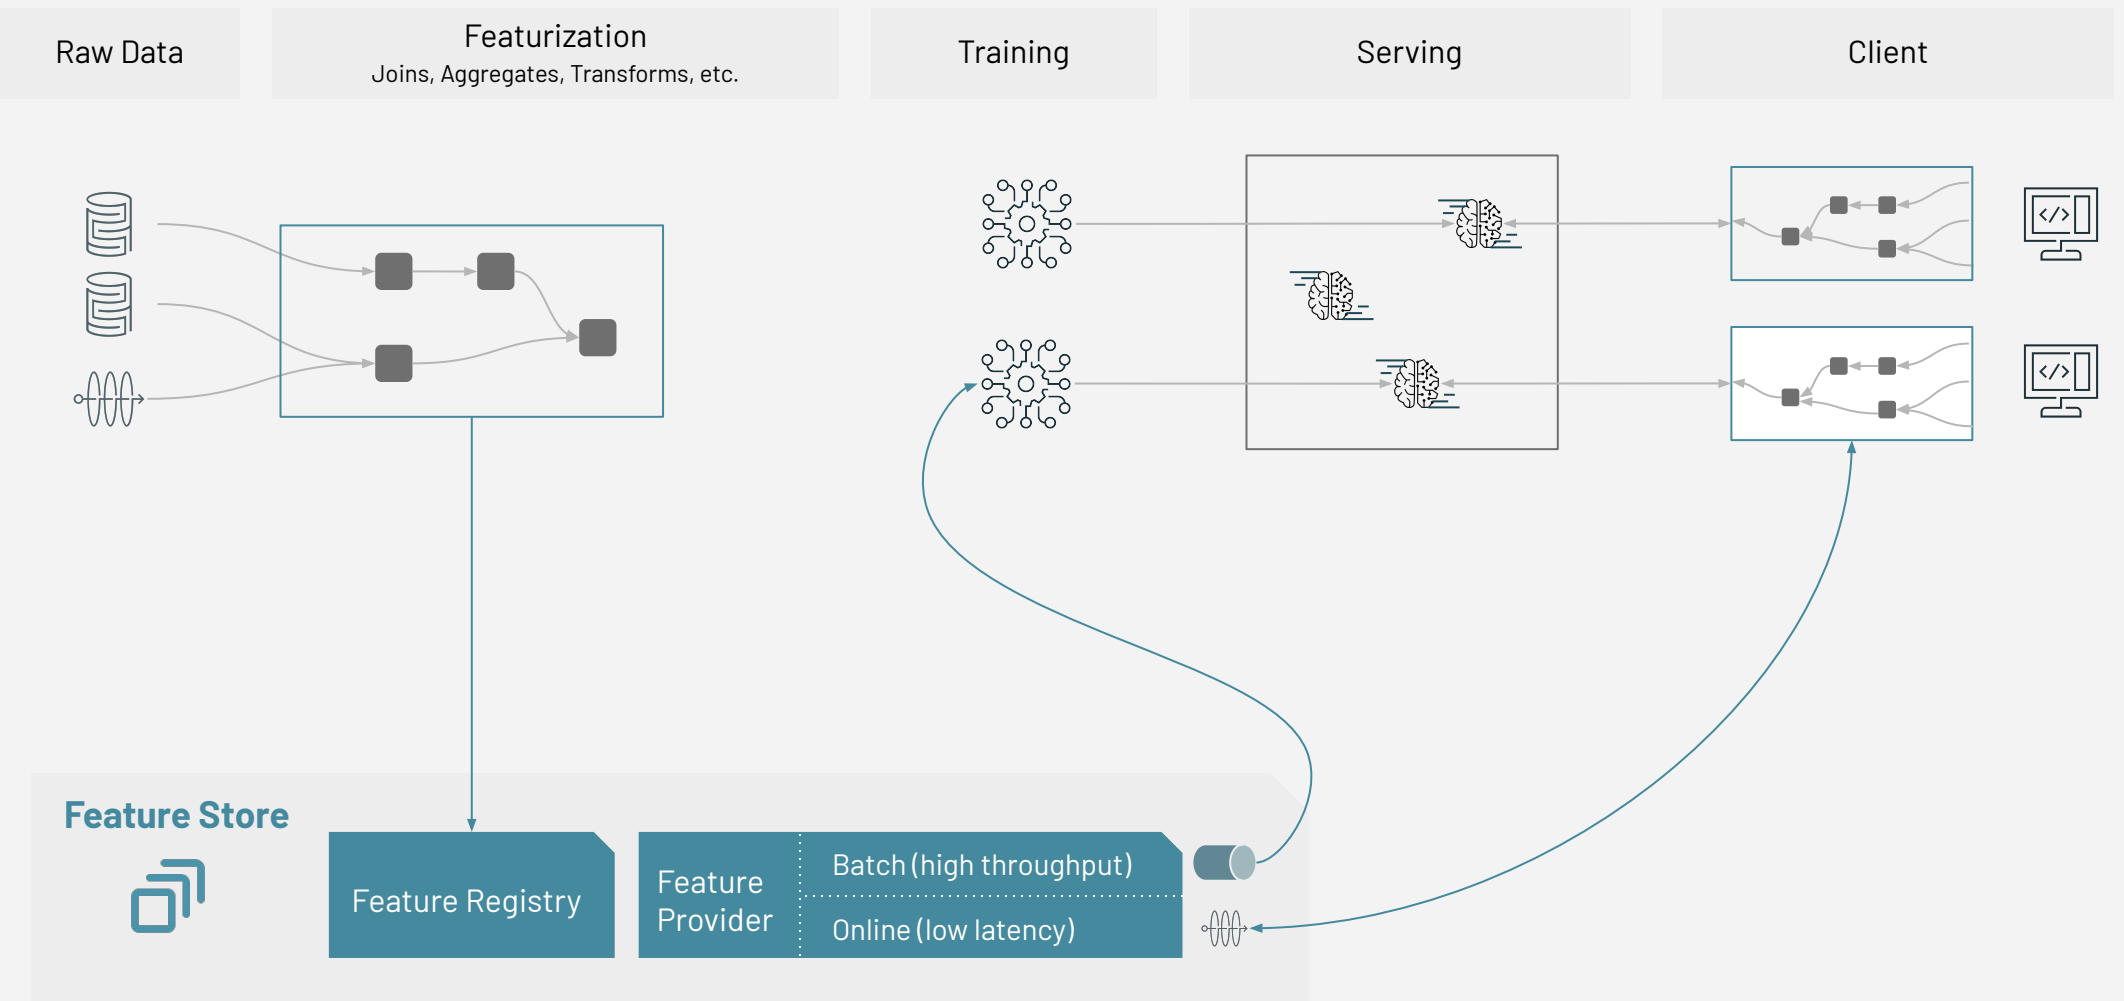 Raw Data
Featurization
Joins, Aggregates, Transforms, etc.
Training
Serving
Client
</>
</>
Feature Store
Feature Registry
Feature
Provider
Batch (high throughput)
Online (low latency)